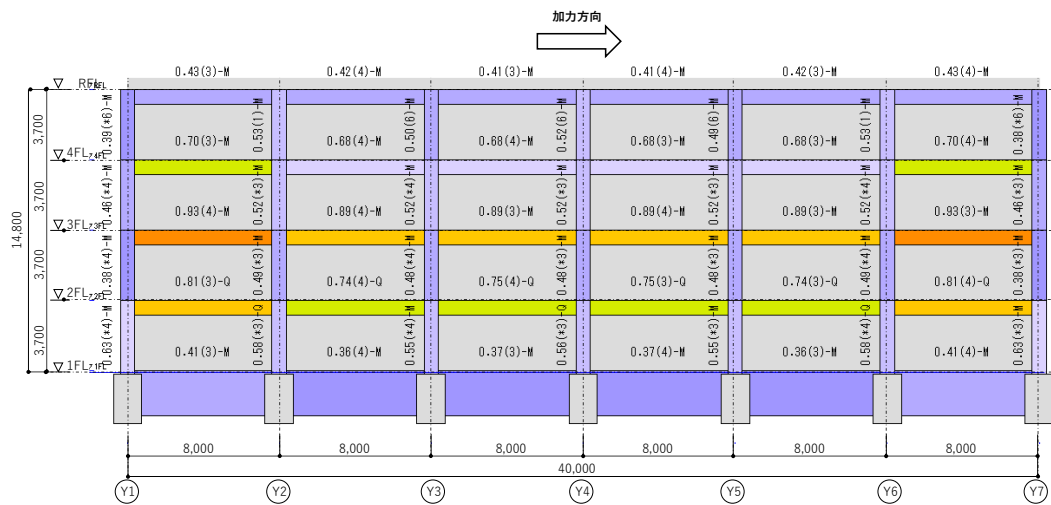 加力方向
0.43(3)-M 0.42(4)-M 0.41(3)-M 0.41(4)-M 0.42(3)-M 0.43(4)-M
RFL
0.39(*6)-M 0.53(1)-M 0.50(6)-M 0.52(6)-M 0.49(6)-M 0.53(1)-M 0.38(*6)-M
3,700
0.70(3)-M 0.68(4)-M 0.68(4)-M 0.68(3)-M 0.68(3)-M 0.70(4)-M
4FL
0.46(*4)-M 0.52(*3)-M 0.52(*4)-M 0.52(*3)-M 0.52(*4)-M 0.52(*3)-M 0.46(*3)-M
3,700
0.93(4)-M 0.89(4)-M 0.89(3)-M 0.89(4)-M 0.89(3)-M 0.93(3)-M
3FL
14,800
0.38(*4)-M 0.49(*3)-M 0.48(*4)-M 0.48(*3)-M 0.48(*4)-M 0.49(*4)-M 0.38(*3)-M
3,700
0.81(3)-Q 0.74(4)-Q 0.75(4)-Q 0.75(3)-Q 0.74(3)-Q 0.81(4)-Q
2FL
0.63(*4)-M 0.58(*3)-Q 0.55(*4)-M 0.56(*3)-Q 0.55(*3)-M 0.58(*4)-Q 0.63(*3)-M
3,700
0.41(3)-M 0.36(4)-M 0.37(3)-M 0.37(4)-M 0.36(3)-M 0.41(4)-M
1FL
8,000 8,000 8,000 8,000 8,000 8,000
40,000
Y1 Y2 Y3 Y4 Y5 Y6 Y7